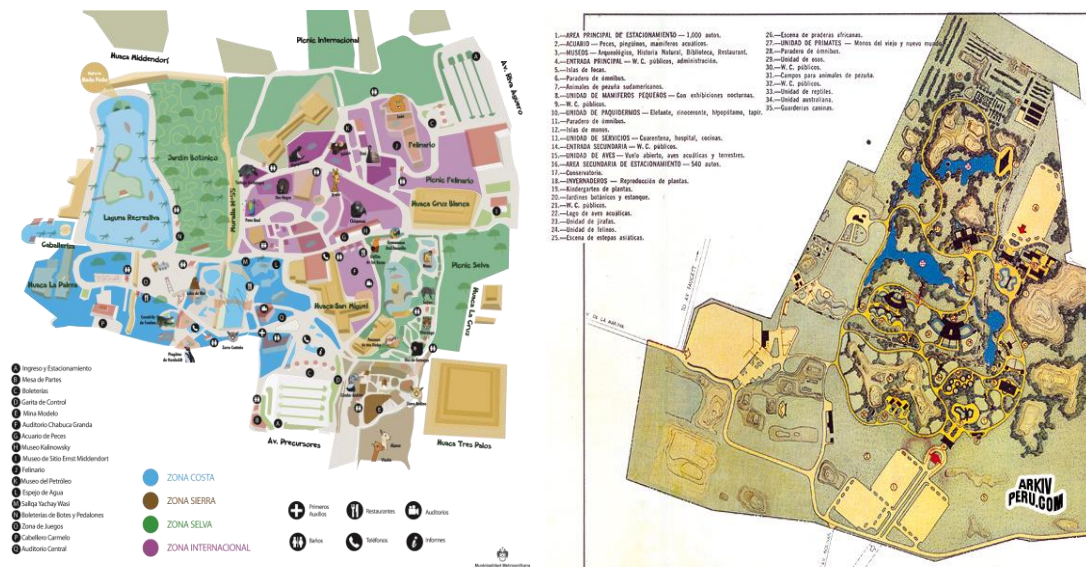 Huaca Middendorf
Picnic Internacional
Av. Riva Agüero
Jardín Botánico
Felinario
Picnic Felinario
Huaca Cruz Blanca
Laguna Recreativa
Muralla Nº 55
Caballeriza
Huaca La Palma
Picnic Selva
Huaca San Miguel
Huaca La Cruz
Huaca Tres Palos
Av. Precursores
A Ingreso y Estacionamiento
B Mesa de Partes
C Boleterías
D Garita de Control
E Mina Modelo
F Auditorio Chabuca Granda
G Acuario de Peces
H Museo Kalinowsky
I Museo de Sitio Ernst Middendorf
J Felinario
K Museo del Petróleo
L Espejo de Agua
M Sallqa Yachay Wasi
N Boleterías de Botes y Pedalones
O Zona de Juegos
P Caballero Carmelo
Q Auditorio Central
ZONA COSTA
ZONA SIERRA
ZONA SELVA
ZONA INTERNACIONAL
Primeros
Auxilios
Restaurantes
Auditorios
Baños
Teléfonos
Informes
Municipalidad Metropolitana
1.—AREA PRINCIPAL DE ESTACIONAMIENTO — 1,000 autos.
2.—ACUARIO — Peces, pingüinos, mamíferos acuáticos.
3.—MUSEOS — Arqueológico, Historia Natural, Biblioteca, Restaurant.
4.—ENTRADA PRINCIPAL — W. C. públicos, administración.
5.—Islas de focas.
6.—Paradero de ómnibus.
7.—Animales de pezuña sudamericanos.
8.—UNIDAD DE MAMIFEROS PEQUEÑOS — Con exhibiciones nocturnas.
9.—W. C. públicos.
10.—UNIDAD DE PAQUIDERMOS — Elefante, rinoceronte, hipopótamo, tapir.
11.—Paradero de ómnibus.
12.—Islas de monos.
13.—UNIDAD DE SERVICIOS — Cuarentena, hospital, cocinas.
14.—ENTRADA SECUNDARIA — W. C. públicos.
15.—UNIDAD DE AVES — Vuelo abierto, aves acuáticas y terrestres.
16.—AREA SECUNDARIA DE ESTACIONAMIENTO — 540 autos.
17.—Conservatorio.
18.—INVERNADEROS — Reproducción de plantas.
19.—Kindergarten de plantas.
20.—Jardines botánicos y estanque.
21.—W. C. públicos.
22.—Lago de aves acuáticas.
23.—Unidad de jirafas.
24.—Unidad de felinos.
25.—Escena de estepas asiáticas.
26.—Escena de praderas africanas.
27.—UNIDAD DE PRIMATES — Monos del viejo y nuevo mundo
28.—Paradero de ómnibus.
29.—Unidad de osos.
30.—W. C. públicos.
31.—Campos para animales de pezuña.
32.—W. C. públicos.
33.—Unidad de reptiles.
34.—Unidad australiana.
35.—Guarderías caninas.
TO AV. FAUCETT
DE LA MARINA
ARKIV
PERU.COM